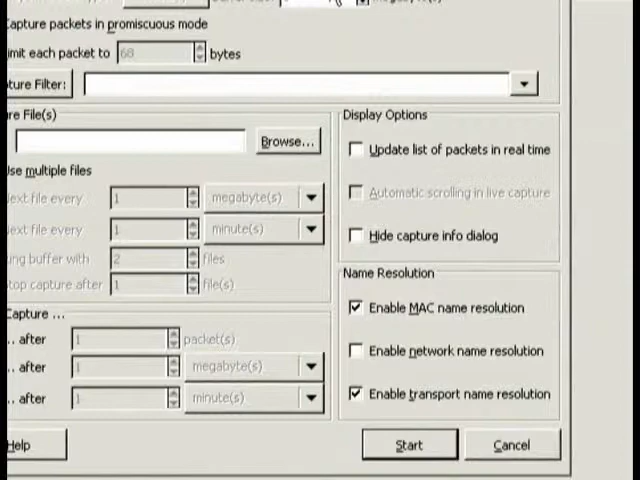 Capture packets in promiscuous mode
imit each packet to 68 bytes
ture Filter:
re File(s)
Browse...
Use multiple files
Next file every 1 megabyte(s)
Next file every 1 minute(s)
ing buffer with 2 files
Stop capture after 1 file(s)
Capture ...
.. after 1 packet(s)
.. after 1 megabyte(s)
.. after 1 minute(s)
Display Options
Update list of packets in real time
Automatic scrolling in live capture
Hide capture info dialog
Name Resolution
Enable MAC name resolution
Enable network name resolution
Enable transport name resolution
Help
Start
Cancel